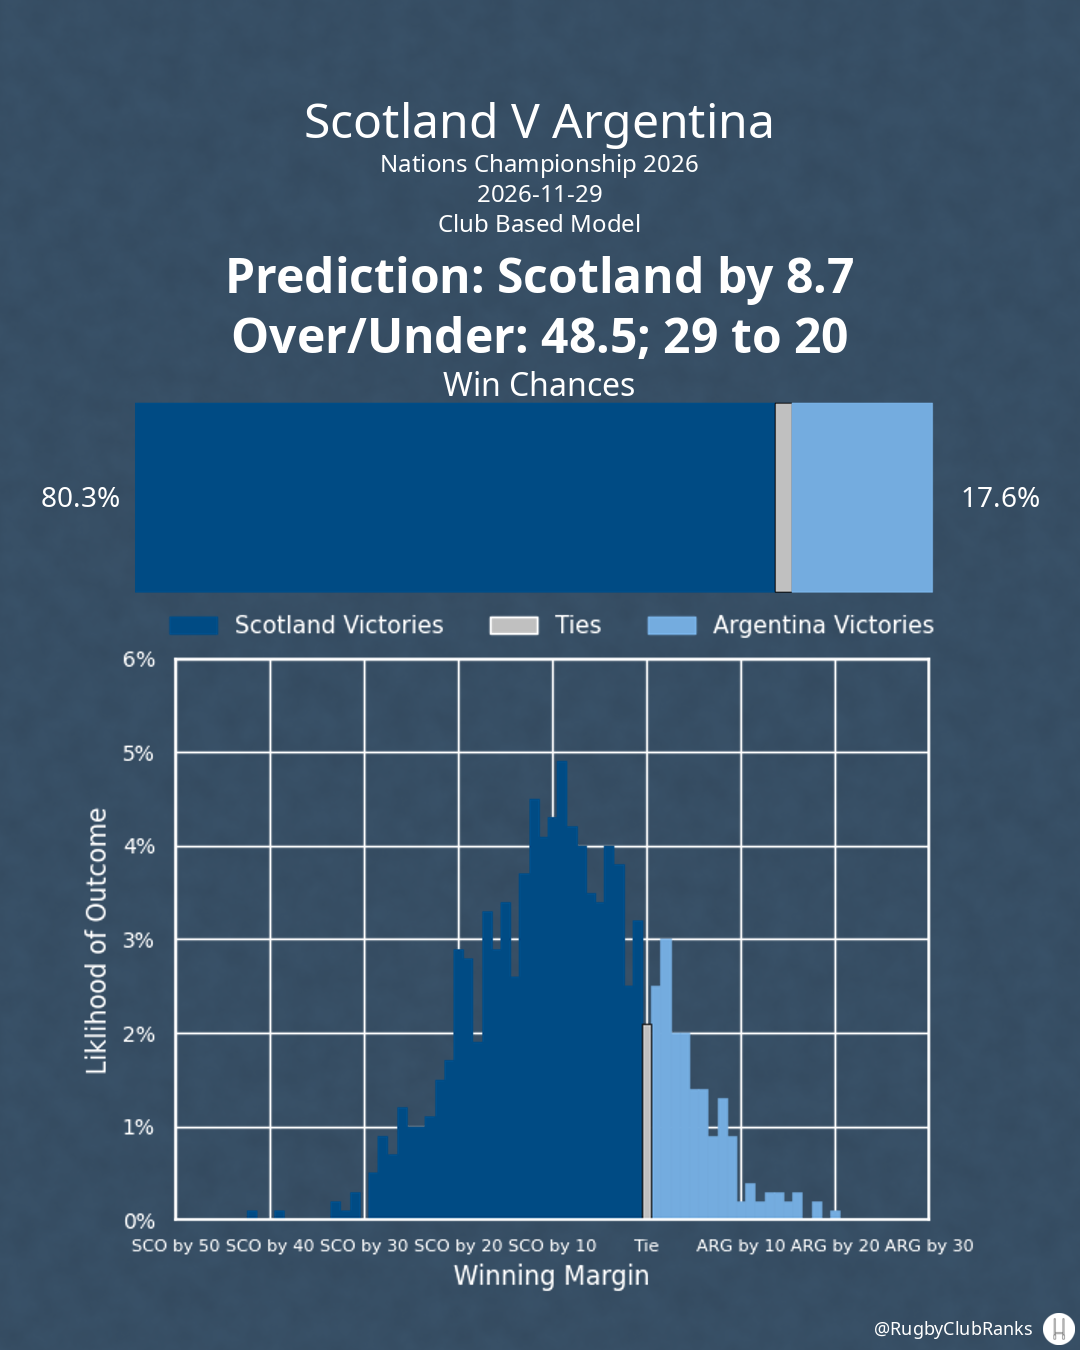 Scotland V Argentina
Nations Championship 2026
2026-11-29
Club Based Model
Prediction: Scotland by 8.7
Over/Under: 48.5; 29 to 20
Win Chances
80.3%
17.6%
Scotland Victories Ties Argentina Victories
6%
5%
4%
3%
2%
1%
0%
Liklihood of Outcome
SCO by 50 SCO by 40 SCO by 30 SCO by 20 SCO by 10 Tie ARG by 10 ARG by 20 ARG by 30
Winning Margin
@RugbyClubRanks